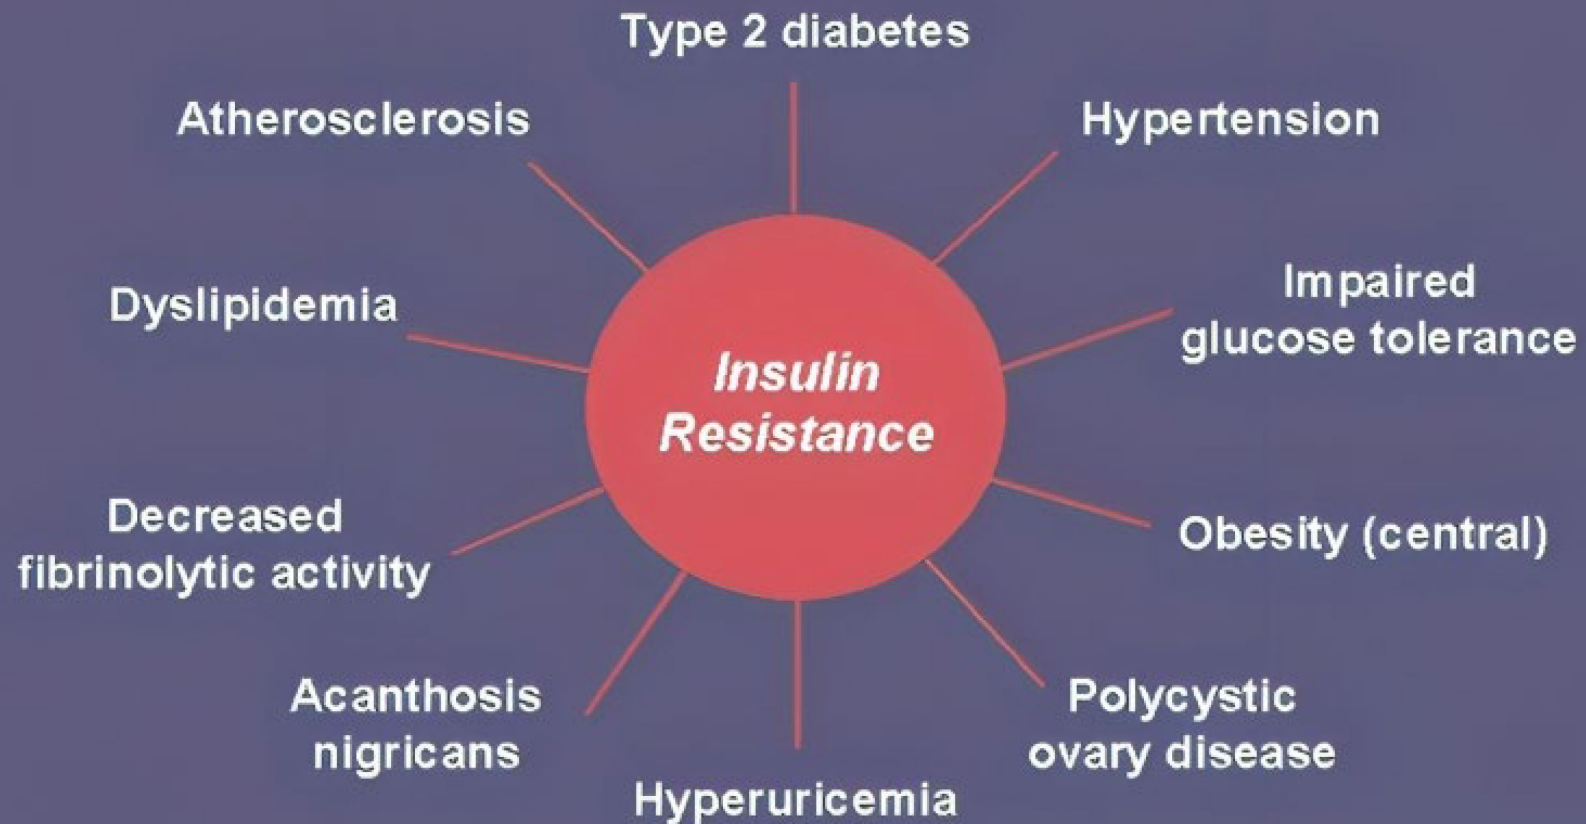 Type 2 diabetes
Atherosclerosis
Hypertension
Dyslipidemia
Impaired
glucose tolerance
Insulin
Resistance
Decreased
fibrinolytic activity
Obesity (central)
Acanthosis
nigricans
Polycystic
ovary disease
Hyperuricemia